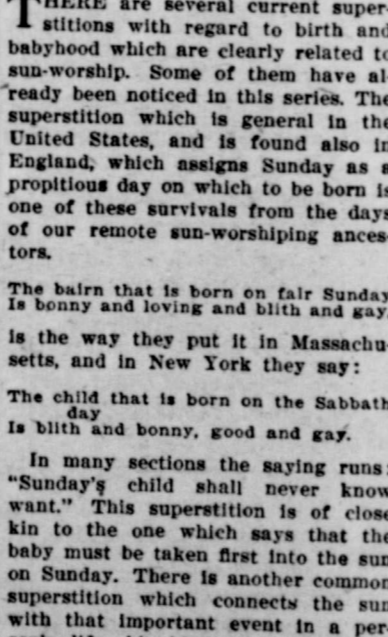 THERE are several current super-
stitions with regard to birth and
babyhood which are clearly related to
sun-worship. Some of them have al-
ready been noticed in this series. The
superstition which is general in the
United States, and is found also in
England, which assigns Sunday as a
propitious day on which to be born is
one of these survivals from the days
of our remote sun-worshiping ances-
tors.
The bairn that is born on fair Sunday
Is bonny and loving and blith and gay
is the way they put it in Massachu-
setts, and in New York they say:
The child that is born on the Sabbath
day
Is blith and bonny, good and gay.
In many sections the saying runs:
"Sunday's child shall never know
want." This superstition is of close
kin to the one which says that the
baby must be taken first into the sun
on Sunday. There is another common
superstition which connects the sun
with that important event in a per-